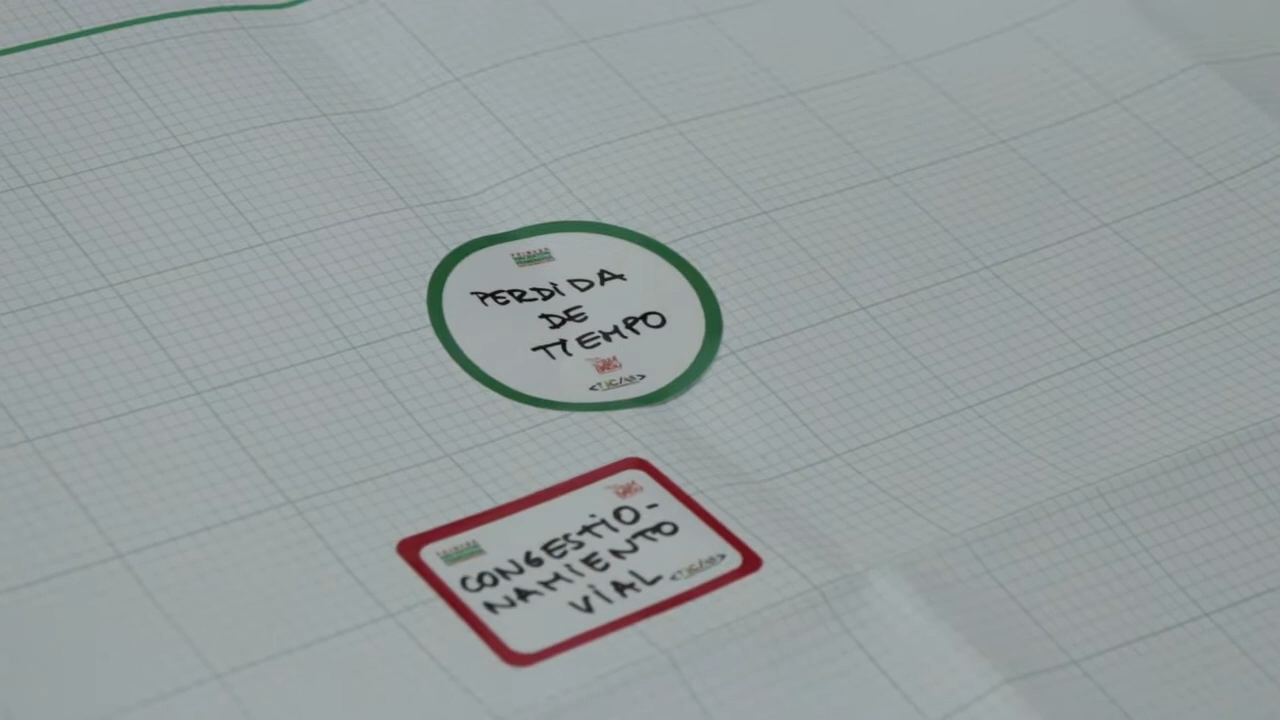 PERDIDA
DE
TIEMPO
CONGESTIO-
NAMIENTO
VIAL